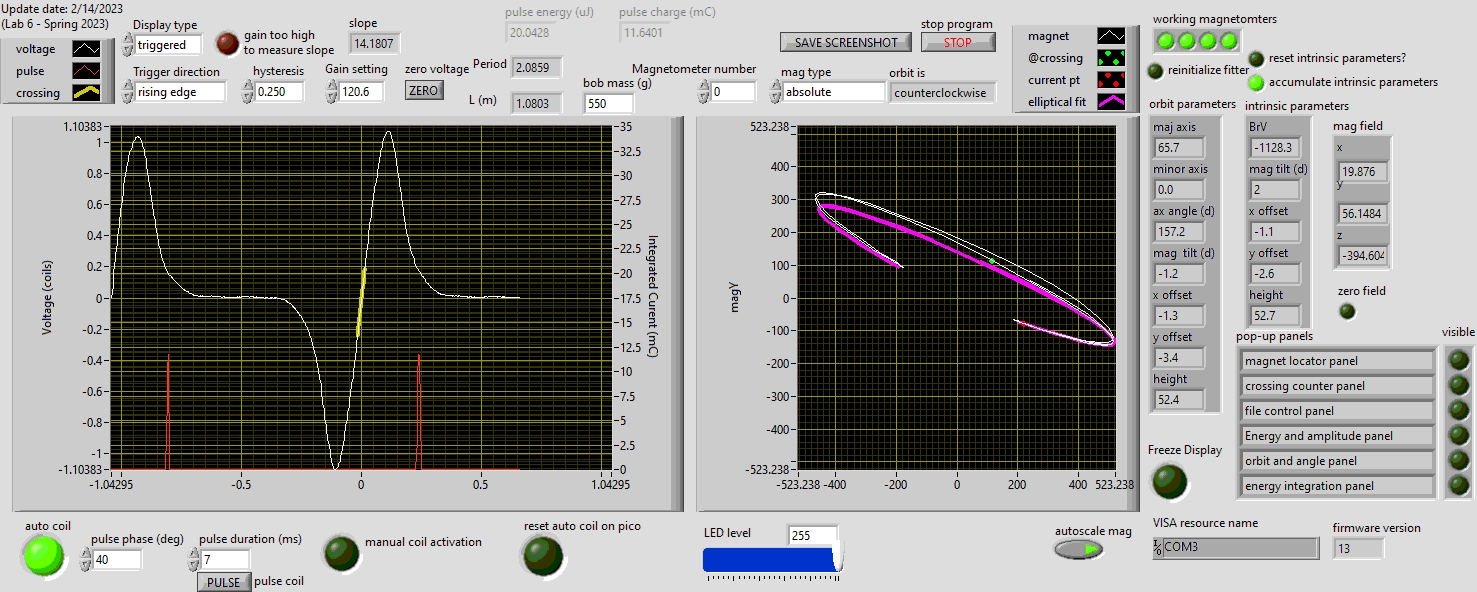 Update date: 2/14/2023
(Lab 6 - Spring 2023)
voltage
pulse
crossing
Display type
triggered
gain too high
to measure slope
slope
14.1807
Trigger direction
rising edge
hysteresis
0.250
Gain setting
120.6
zero voltage
ZERO
pulse energy (uJ)
20.0428
pulse charge (mC)
11.6401
Period
2.0859
L (m)
1.0803
bob mass (g)
550
Magnetometer number
0
mag type
absolute
orbit is
counterclockwise
SAVE SCREENSHOT
stop program
STOP
magnet
@crossing
current pt
elliptical fit
working magnetomters
reinitialize fitter
reset intrinsic parameters?
accumulate intrinsic parameters
Voltage (coils)
1.10383
1
0.8
0.6
0.4
0.2
0
-0.2
-0.4
-0.6
-0.8
-1
-1.10383
-1.04295
-0.5
0
0.5
1.04295
35
32.5
30
27.5
25
22.5
20
17.5
15
12.5
10
7.5
5
2.5
0
Integrated Current (mC)
magy
523.238
400
300
200
100
0
-100
-200
-300
-400
-523.238
-523.238
-400
-200
0
200
400
523.238
orbit parameters
maj axis
65.7
minor axis
0.0
ax angle (d)
157.2
mag tilt (d)
-1.2
x offset
-1.3
y offset
-3.4
height
52.4
intrinsic parameters
BrV
-1128.3
mag tilt (d)
2
x offset
-1.1
y offset
-2.6
height
52.7
mag field
x
19.876
y
56.1484
z
-394.604
zero field
pop-up panels
visible
magnet locator panel
crossing counter panel
file control panel
Energy and amplitude panel
orbit and angle panel
energy integration panel
Freeze Display
auto coil
pulse phase (deg)
40
pulse duration (ms)
7
PULSE
pulse coil
manual coil activation
reset auto coil on pico
LED level
255
autoscale mag
VISA resource name
COM3
firmware version
13